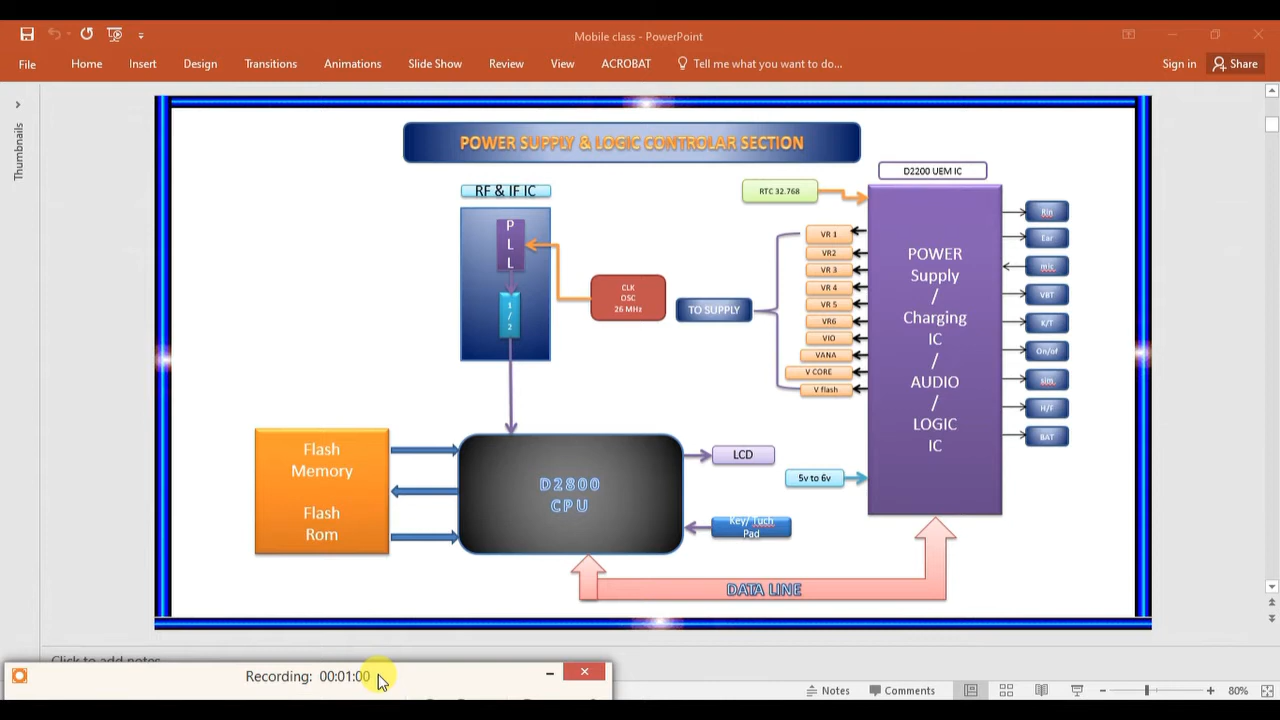 Mobile class - PowerPoint
File
Home
Insert
Design
Transitions
Animations
Slide Show
Review
View
ACROBAT
Tell me what you want to do...
Sign in
Share
Thumbnails
POWER SUPPLY & LOGIC CONTROLAR SECTION
D2200 UEM IC
RF & IF IC
RTC 32.768
P
L
L
1
/
2
CLK
OSC
26 MHz
TO SUPPLY
VR 1
VR2
VR 3
VR 4
VR 5
VR6
VIO
VANA
V CORE
V flash
POWER
Supply
/
Charging
IC
/
AUDIO
/
LOGIC
IC
Ear
mic
VBT
K/T
On/of
sim
H/F
BAT
Flash
Memory
Flash
Rom
D2800
CPU
LCD
5v to 6v
Key/ Tuch
Pad
DATA LINE
Click to add notes
Recording: 00:01:00
Notes
Comments
80%